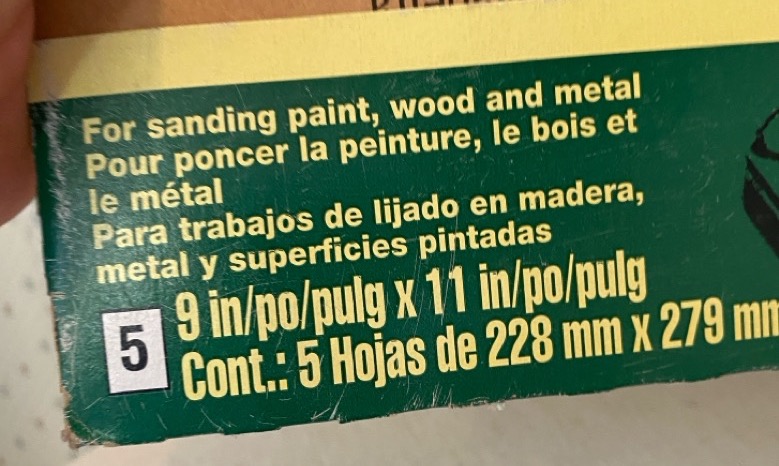 For sanding paint, wood and metal
Pour poncer la peinture, le bois et
le métal
Para trabajos de lijado en madera,
metal y superficies pintadas
5 9 in/po/pulg x 11 in/po/pulg
Cont.: 5 Hojas de 228 mm x 279 mm